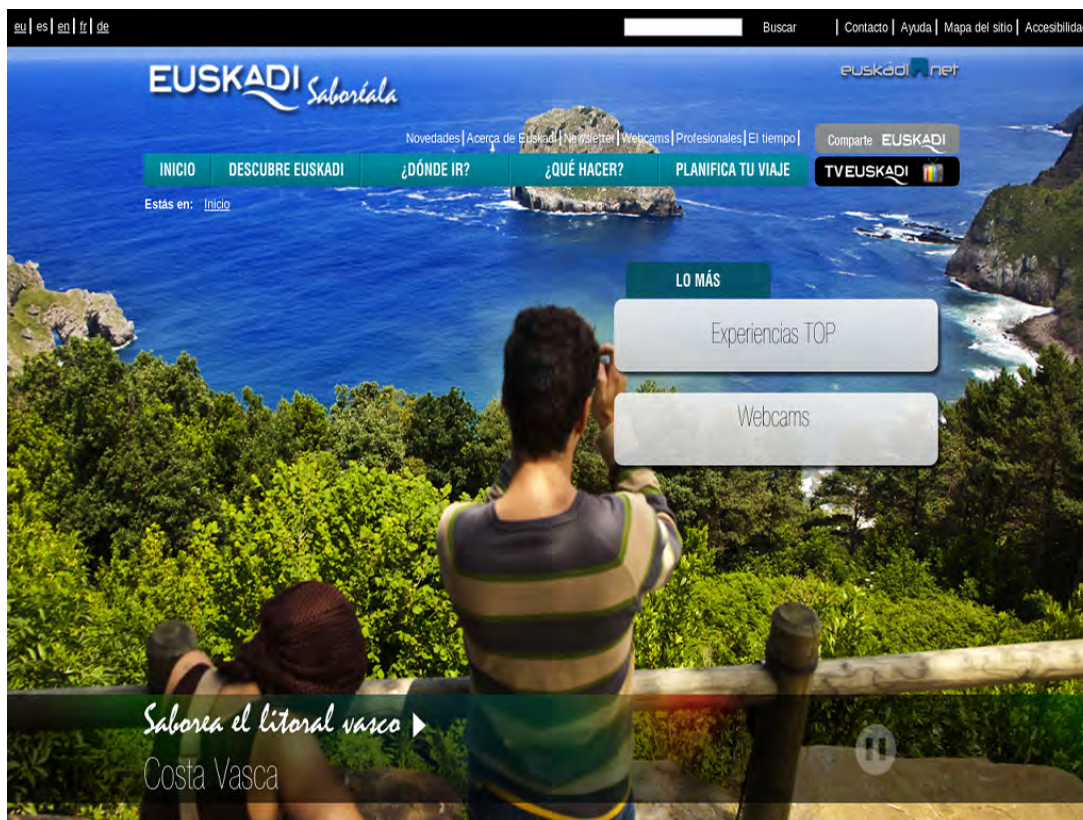 eu | es | en | fr | de
Buscar | Contacto | Ayuda | Mapa del sitio | Accesibilida
EUSKADI Saboréala
euskadi net
Novedades | Acerca de Euskadi | Newsletter | Webcams | Profesionales | El tiempo |
Comparte EUSKADI
INICIO DESCUBRE EUSKADI ¿DÓNDE IR? ¿QUÉ HACER? PLANIFICA TU VIAJE
TVEUSKADI
Estás en: Inicio
LO MÁS
Experiencias TOP
Webcams
Saborea el litoral vasco
Costa Vasca